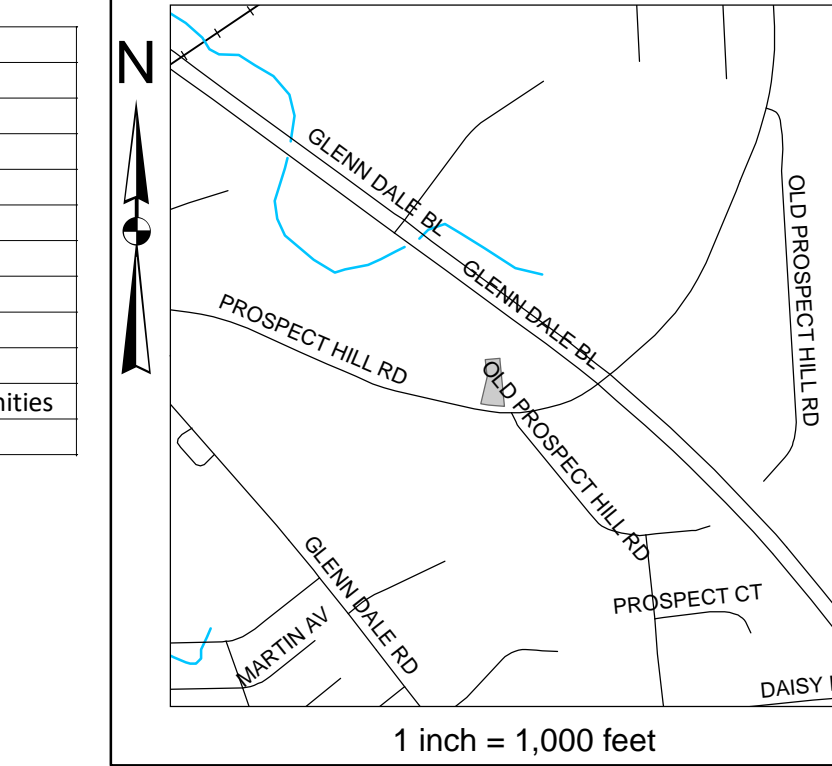 N
GLENN DALE BL
OLD PROSPECT HILL RD
GLENN DALE BL
PROSPECT HILL RD
OLD PROSPECT HILL RD
nities
GLENN DALE RD
PROSPECT CT
MARTIN AV
DAISY
1 inch = 1,000 feet